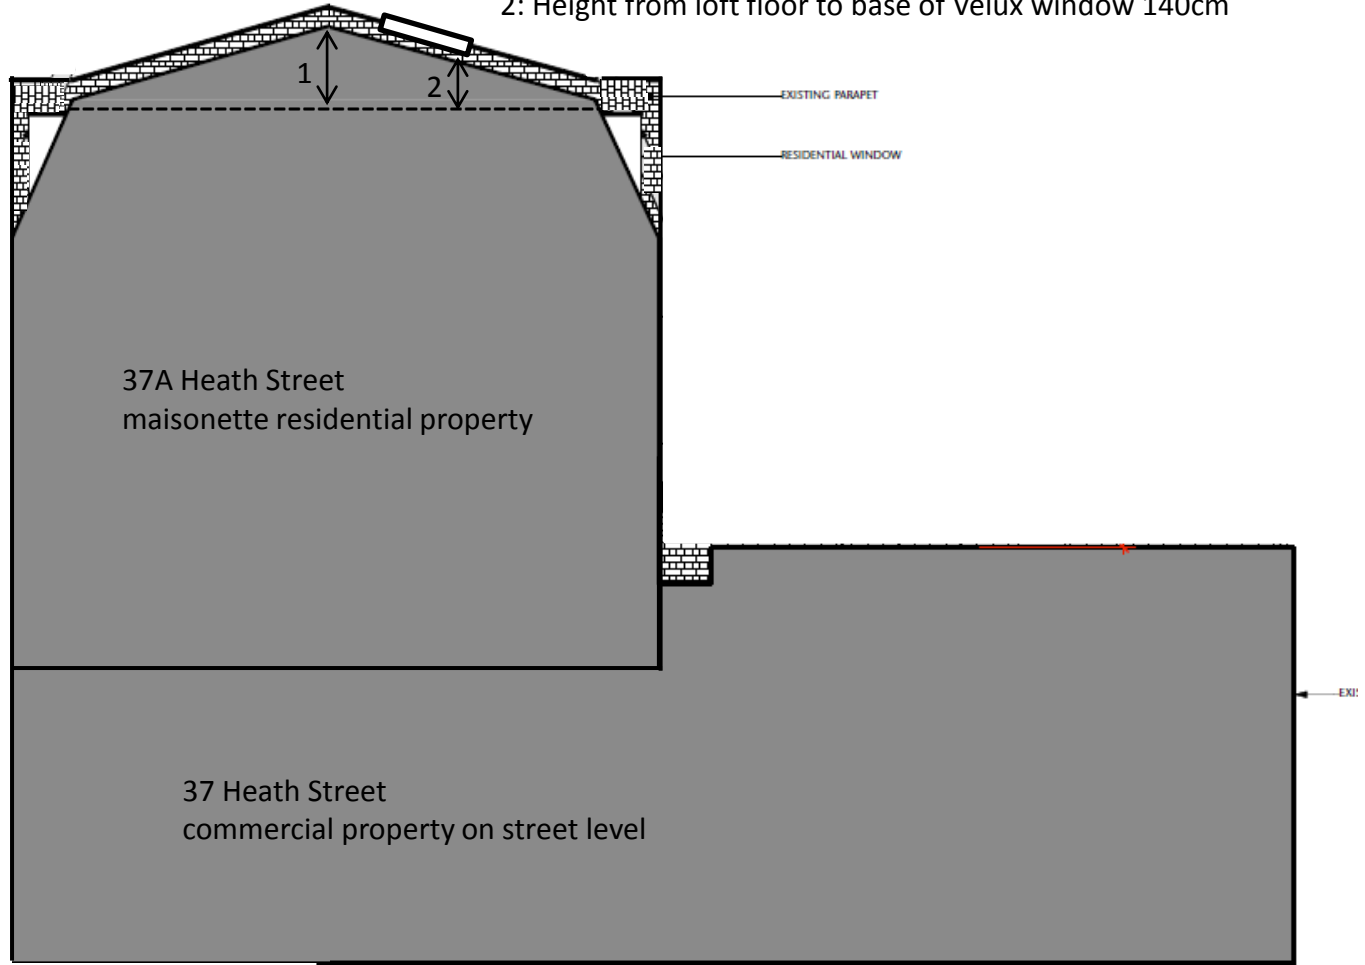 2: Height from loft floor to base of Velux window 140cm
1
2
EXISTING PARAPET
RESIDENTIAL WINDOW
37A Heath Street
maisonette residential property
EXIS
37 Heath Street
commercial property on street level